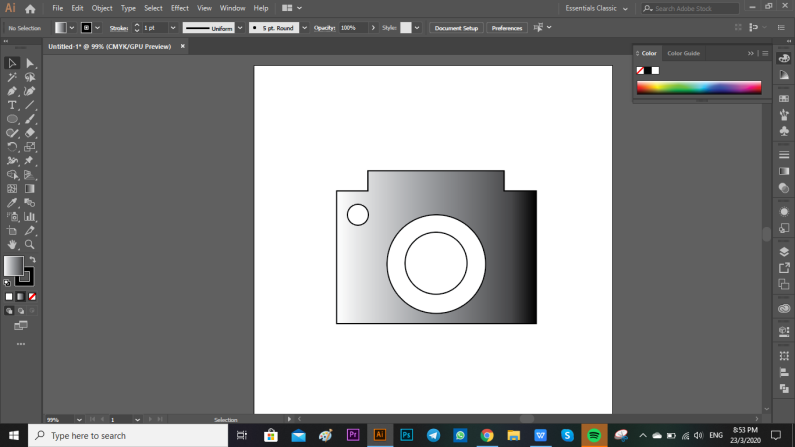 Ai File Edit Object Type Select Effect View Window Help Essentials Classic Search Adobe Stock
No Selection Stroke: 1 pt Uniform 5 pt. Round Opacity: 100% Style: Document Setup Preferences
Untitled-1* @ 99% (CMYK/GPU Preview) ×
Color Color Guide
T
99% 1 Selection
Type here to search Pr Ai Ps W S ENG 8:53 PM
23/3/2020